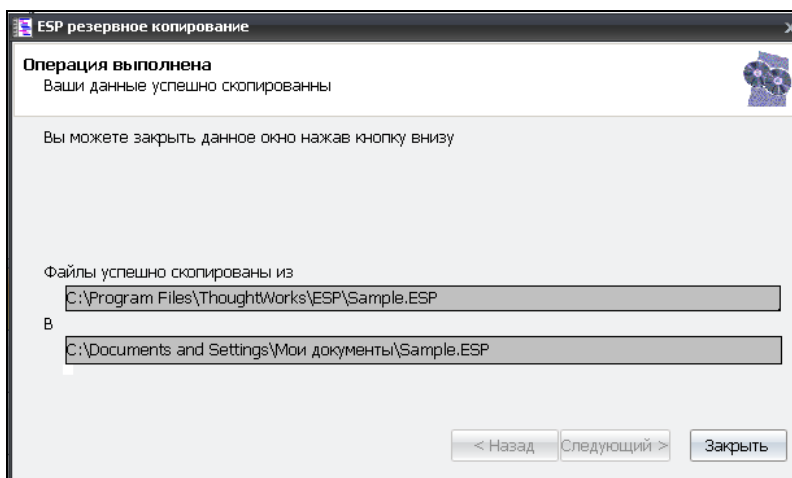 ESP резервное копирование
Операция выполнена
Ваши данные успешно скопированны
Вы можете закрыть данное окно нажав кнопку внизу
Файлы успешно скопированы из
C:\Program Files\ThoughtWorks\ESP\Sample.ESP
В
C:\Documents and Settings\Мои документы\Sample.ESP
< Назад Следующий > Закрыть